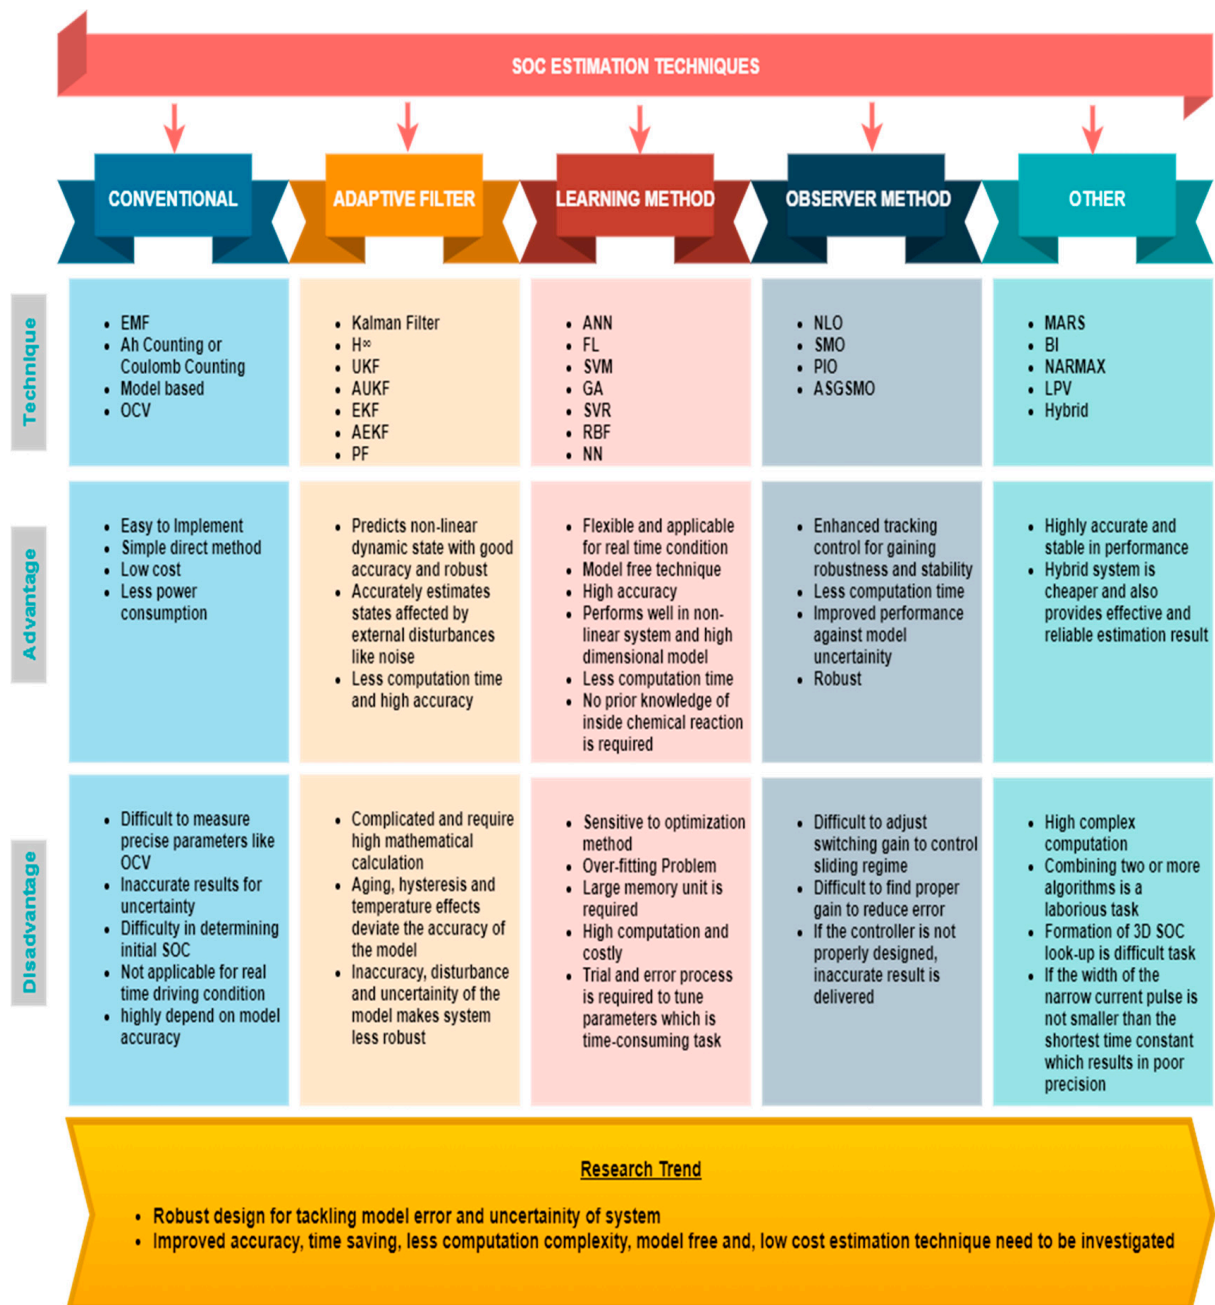 SOC ESTIMATION TECHNIQUES
CONVENTIONAL
ADAPTIVE FILTER
LEARNING METHOD
OBSERVER METHOD
OTHER
Technique
• EMF
• Ah Counting or
Coulomb Counting
• Model based
• OCV
• Kalman Filter
• H∞
• UKF
• AUKF
• EKF
• AEKF
• PF
• ANN
• FL
• SVM
• GA
• SVR
• RBF
• NN
• NLO
• SMO
• PIO
• ASGSMO
• MARS
• BI
• NARMAX
• LPV
• Hybrid
Advantage
• Easy to Implement
• Simple direct method
• Low cost
• Less power
consumption
• Predicts non-linear
dynamic state with good
accuracy and robust
• Accurately estimates
states affected by
external disturbances
like noise
• Less computation time
and high accuracy
• Flexible and applicable
for real time condition
• Model free technique
• High accuracy
• Performs well in non-
linear system and high
dimensional model
• Less computation time
• No prior knowledge of
inside chemical reaction
is required
• Enhanced tracking
control for gaining
robustness and stability
• Less computation time
• Improved performance
against model
uncertainity
• Robust
• Highly accurate and
stable in performance
• Hybrid system is
cheaper and also
provides effective and
reliable estimation result
Disadvantage
• Difficult to measure
precise parameters like
OCV
• Inaccurate results for
uncertainty
• Difficulty in determining
initial SOC
• Not applicable for real
time driving condition
• highly depend on model
accuracy
• Complicated and require
high mathematical
calculation
• Aging, hysteresis and
temperature effects
deviate the accuracy of
the model
• Inaccuracy, disturbance
and uncertainity of the
model makes system
less robust
• Sensitive to optimization
method
• Over-fitting Problem
• Large memory unit is
required
• High computation and
costly
• Trial and error process
is required to tune
parameters which is
time-consuming task
• Difficult to adjust
switching gain to control
sliding regime
• Difficult to find proper
gain to reduce error
• If the controller is not
properly designed,
inaccurate result is
delivered
• High complex
computation
• Combining two or more
algorithms is a
laborious task
• Formation of 3D SOC
look-up is difficult task
• If the width of the
narrow current pulse is
not smaller than the
shortest time constant
which results in poor
precision
Research Trend
• Robust design for tackling model error and uncertainity of system
• Improved accuracy, time saving, less computation complexity, model free and, low cost estimation technique need to be investigated